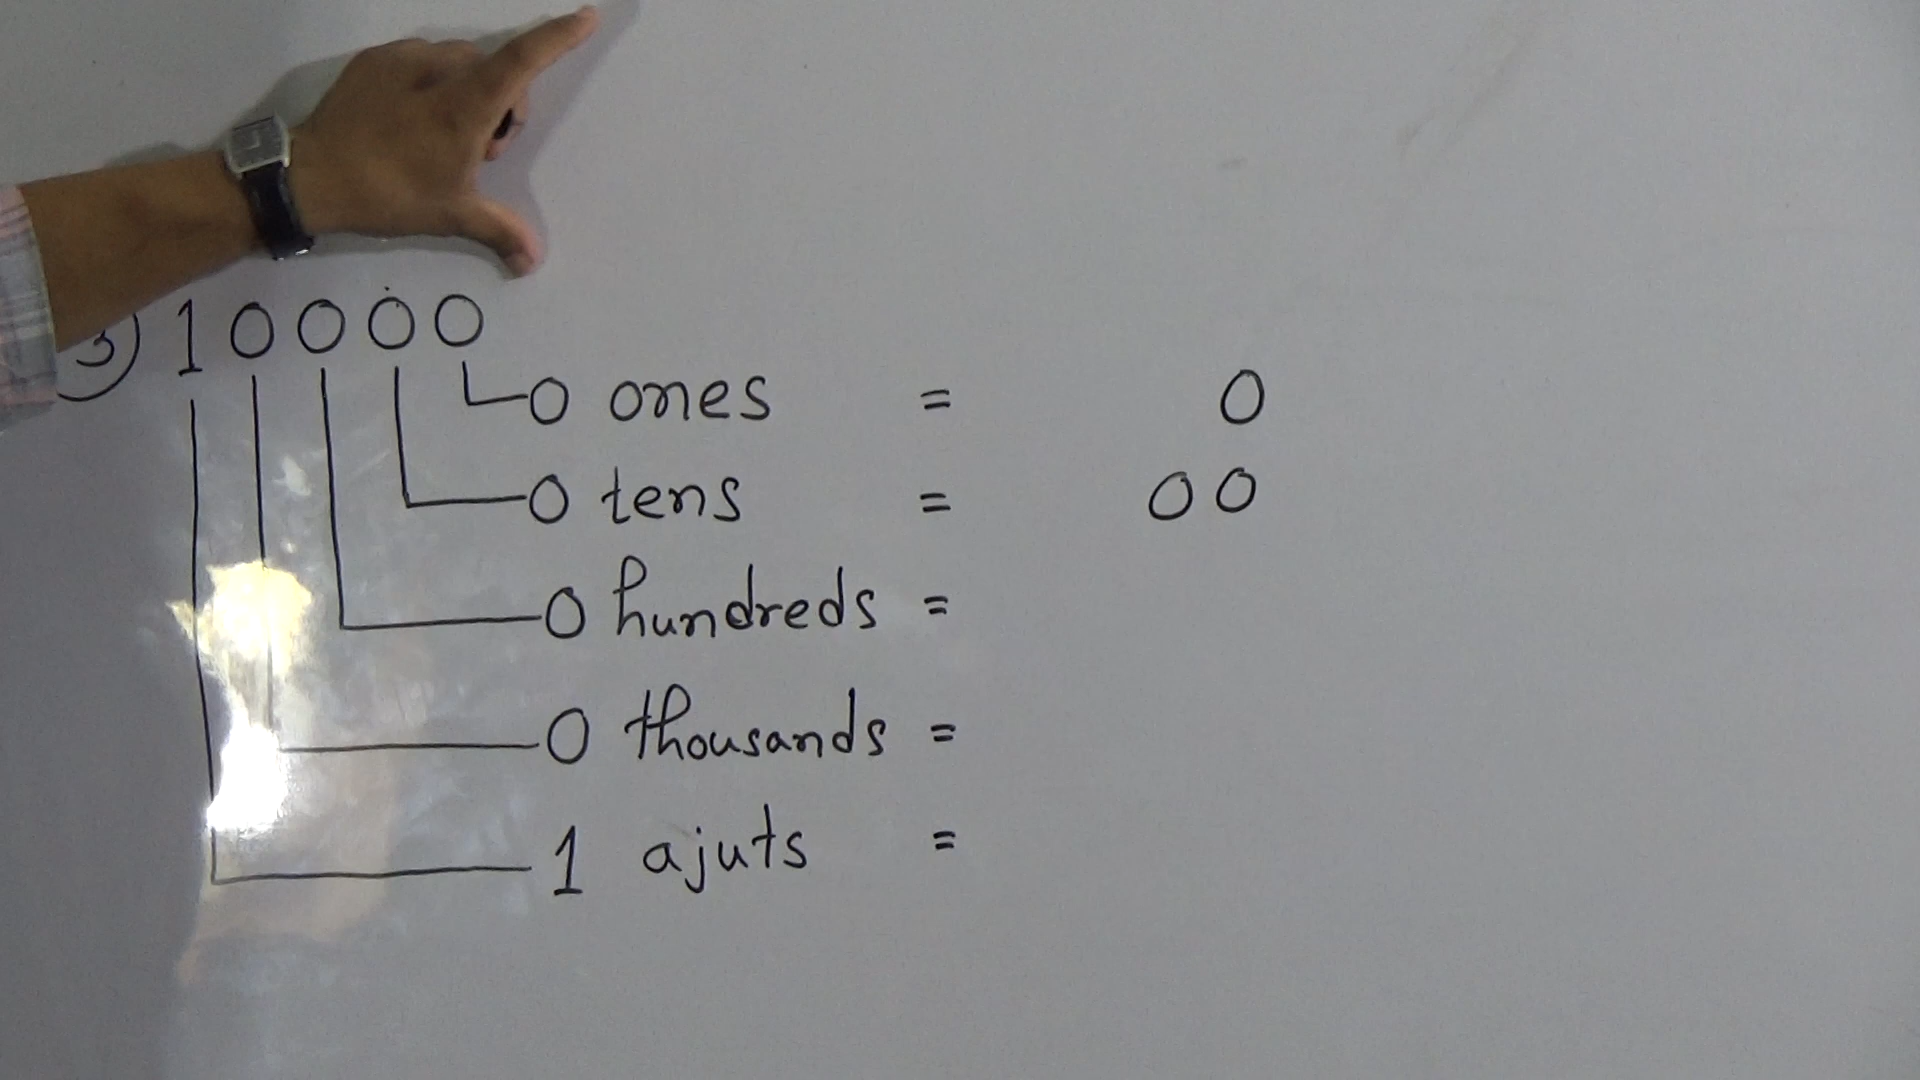 3) 10000
0 ones = 0
0 tens = 00
0 hundreds =
0 thousands =
1 ajuts =